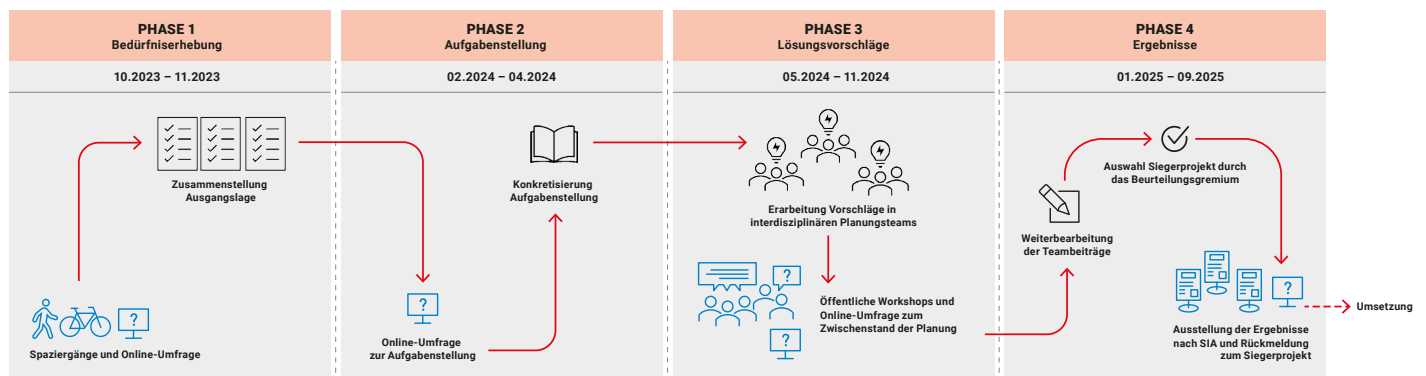 PHASE 1
Bedürfniserhebung
10.2023 – 11.2023
Zusammenstellung
Ausgangslage
?
Spaziergänge und Online-Umfrage
PHASE 2
Aufgabenstellung
02.2024 – 04.2024
Konkretisierung
Aufgabenstellung
?
Online-Umfrage
zur Aufgabenstellung
PHASE 3
Lösungsvorschläge
05.2024 – 11.2024
Erarbeitung Vorschläge in
interdisziplinären Planungsteams
?
Öffentliche Workshops und
Online-Umfrage zum
Zwischenstand der Planung
?
PHASE 4
Ergebnisse
01.2025 – 09.2025
Auswahl Siegerprojekt durch
das Beurteilungsgremium
Weiterbearbeitung
der Teambeiträge
?
Ausstellung der Ergebnisse
nach SIA und Rückmeldung
zum Siegerprojekt
Umsetzung